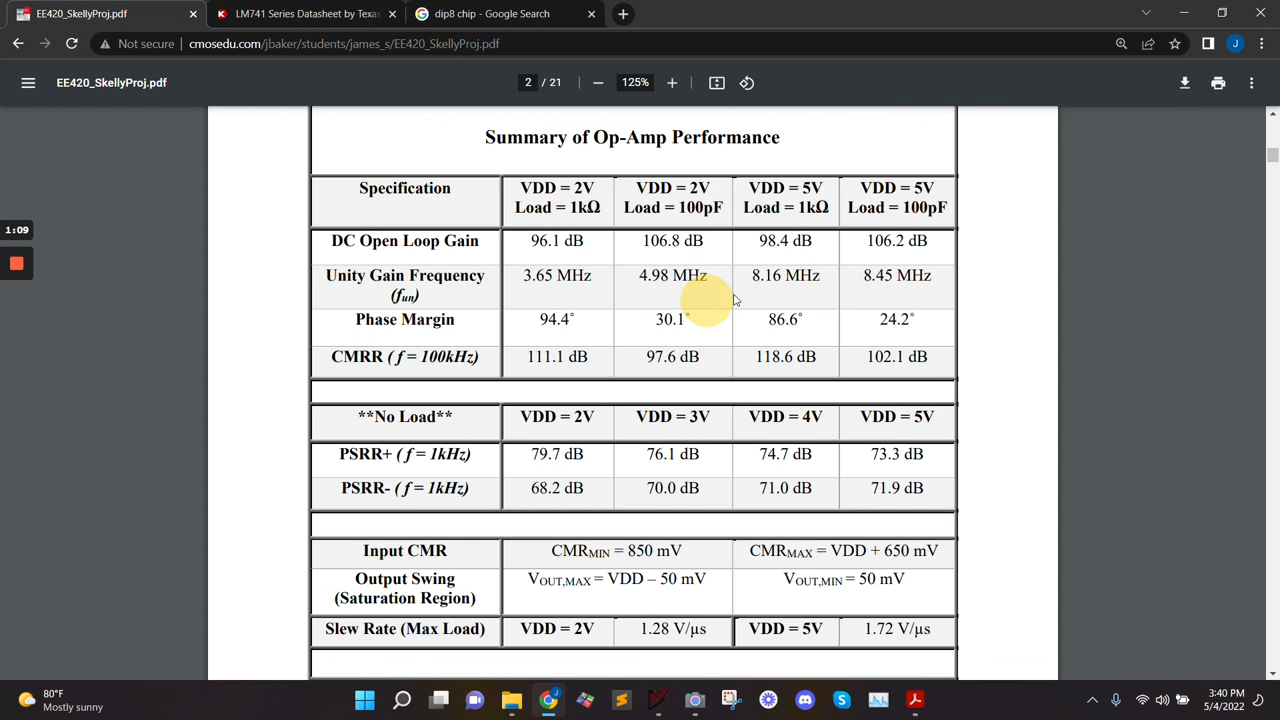 EE420_SkellyProj.pdf
LM741 Series Datasheet by Texas
dip8 chip - Google Search
Not secure
cmosedu.com/jbaker/students/james_s/EE420_SkellyProj.pdf
J
EE420_SkellyProj.pdf
2 / 21
125%
Summary of Op-Amp Performance
Specification VDD = 2V Load = 1kΩ VDD = 2V Load = 100pF VDD = 5V Load = 1kΩ VDD = 5V Load = 100pF
1:09
DC Open Loop Gain 96.1 dB 106.8 dB 98.4 dB 106.2 dB
Unity Gain Frequency (fun) 3.65 MHz 4.98 MHz 8.16 MHz 8.45 MHz
Phase Margin 94.4° 30.1° 86.6° 24.2°
CMRR (f = 100kHz) 111.1 dB 97.6 dB 118.6 dB 102.1 dB
**No Load** VDD = 2V VDD = 3V VDD = 4V VDD = 5V
PSRR+ (f = 1kHz) 79.7 dB 76.1 dB 74.7 dB 73.3 dB
PSRR- (f = 1kHz) 68.2 dB 70.0 dB 71.0 dB 71.9 dB
Input CMR CMRMIN = 850 mV CMRMAX = VDD + 650 mV
Output Swing (Saturation Region) VOUT,MAX = VDD – 50 mV VOUT,MIN = 50 mV
Slew Rate (Max Load) VDD = 2V 1.28 V/µs VDD = 5V 1.72 V/µs
80°F
Mostly sunny
3:40 PM
5/4/2022